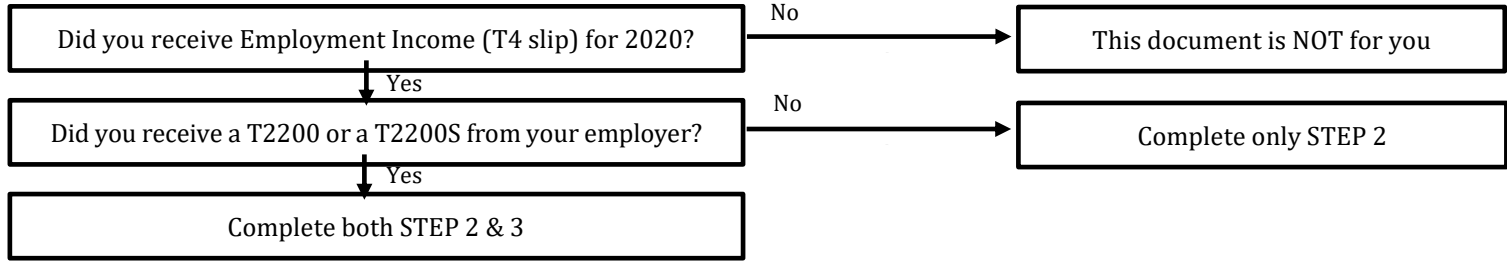 Did you receive Employment Income (T4 slip) for 2020?
No
This document is NOT for you
Yes
Did you receive a T2200 or a T2200S from your employer?
No
Complete only STEP 2
Yes
Complete both STEP 2 & 3